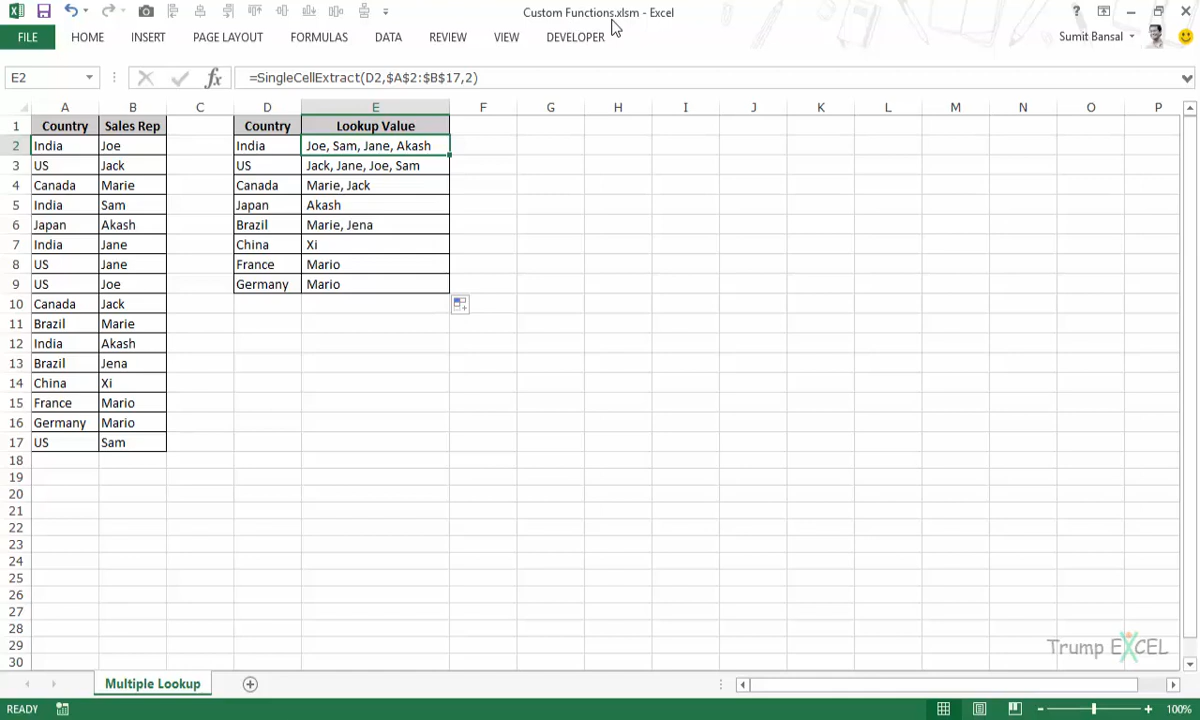 Custom Functions.xlsm - Excel
?
FILE HOME INSERT PAGE LAYOUT FORMULAS DATA REVIEW VIEW DEVELOPER Sumit Bansal
E2 fx =SingleCellExtract(D2,$A$2:$B$17,2)
A B C D E F G H I J K L M N O P
1 Country Sales Rep Country Lookup Value
2 India Joe India Joe, Sam, Jane, Akash
3 US Jack US Jack, Jane, Joe, Sam
4 Canada Marie Canada Marie, Jack
5 India Sam Japan Akash
6 Japan Akash Brazil Marie, Jena
7 India Jane China Xi
8 US Jane France Mario
9 US Joe Germany Mario
10 Canada Jack
11 Brazil Marie
12 India Akash
13 Brazil Jena
14 China Xi
15 France Mario
16 Germany Mario
17 US Sam
18
19
20
21
22
23
24
25
26
27
28
29
30
Trump EXCEL
Multiple Lookup
READY 100%